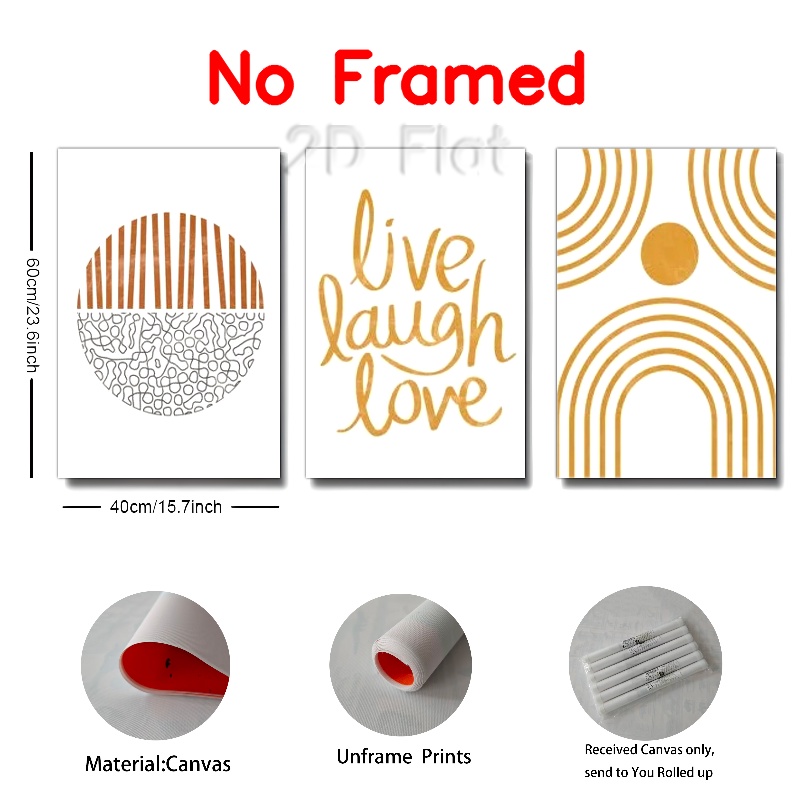 No Framed
2D Flat
60cm/23.6inch
live
laugh
love
40cm/15.7inch
Material:Canvas
Unframe Prints
Received Canvas only,
send to You Rolled up